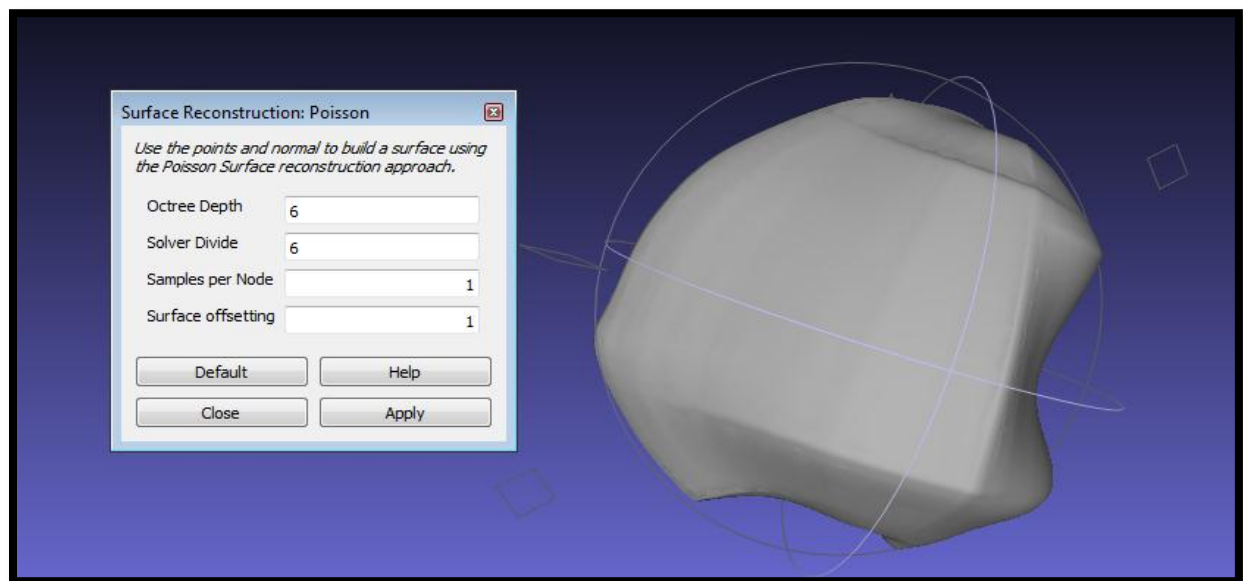 Surface Reconstruction: Poisson
Use the points and normal to build a surface using
the Poisson Surface reconstruction approach.
Octree Depth 6
Solver Divide 6
Samples per Node 1
Surface offsetting 1
Default Help
Close Apply